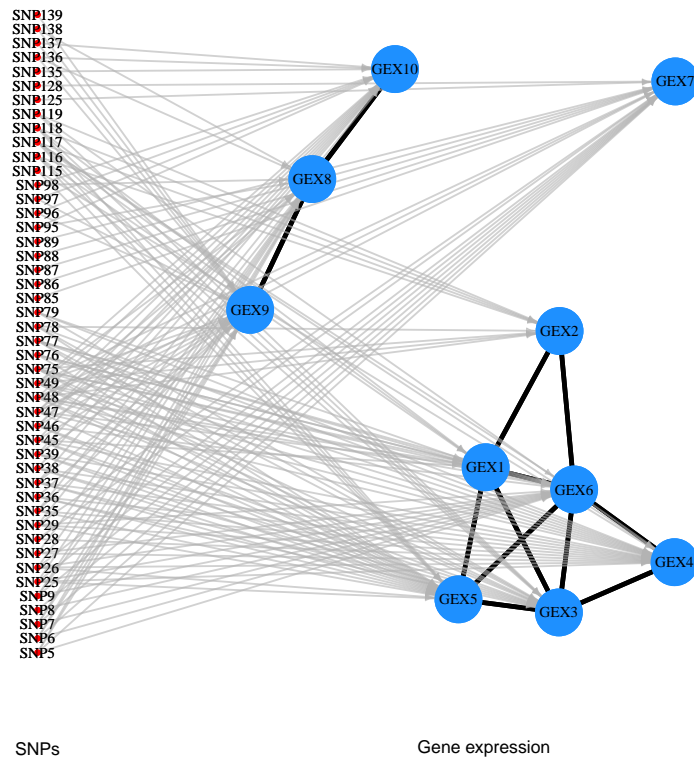 SNP139
SNP138
SNP137
SNP136
SNP135
SNP128
SNP125
SNP119
SNP118
SNP117
SNP116
SNP115
SNP98
SNP97
SNP96
SNP95
SNP89
SNP88
SNP87
SNP86
SNP85
SNP79
SNP78
SNP77
SNP76
SNP75
SNP49
SNP48
SNP47
SNP46
SNP45
SNP39
SNP38
SNP37
SNP36
SNP35
SNP29
SNP28
SNP27
SNP26
SNP25
SNP9
SNP8
SNP7
SNP6
SNP5
GEX10
GEX7
GEX8
GEX9
GEX2
GEX1
GEX6
GEX4
GEX5
GEX3
SNPs
Gene expression